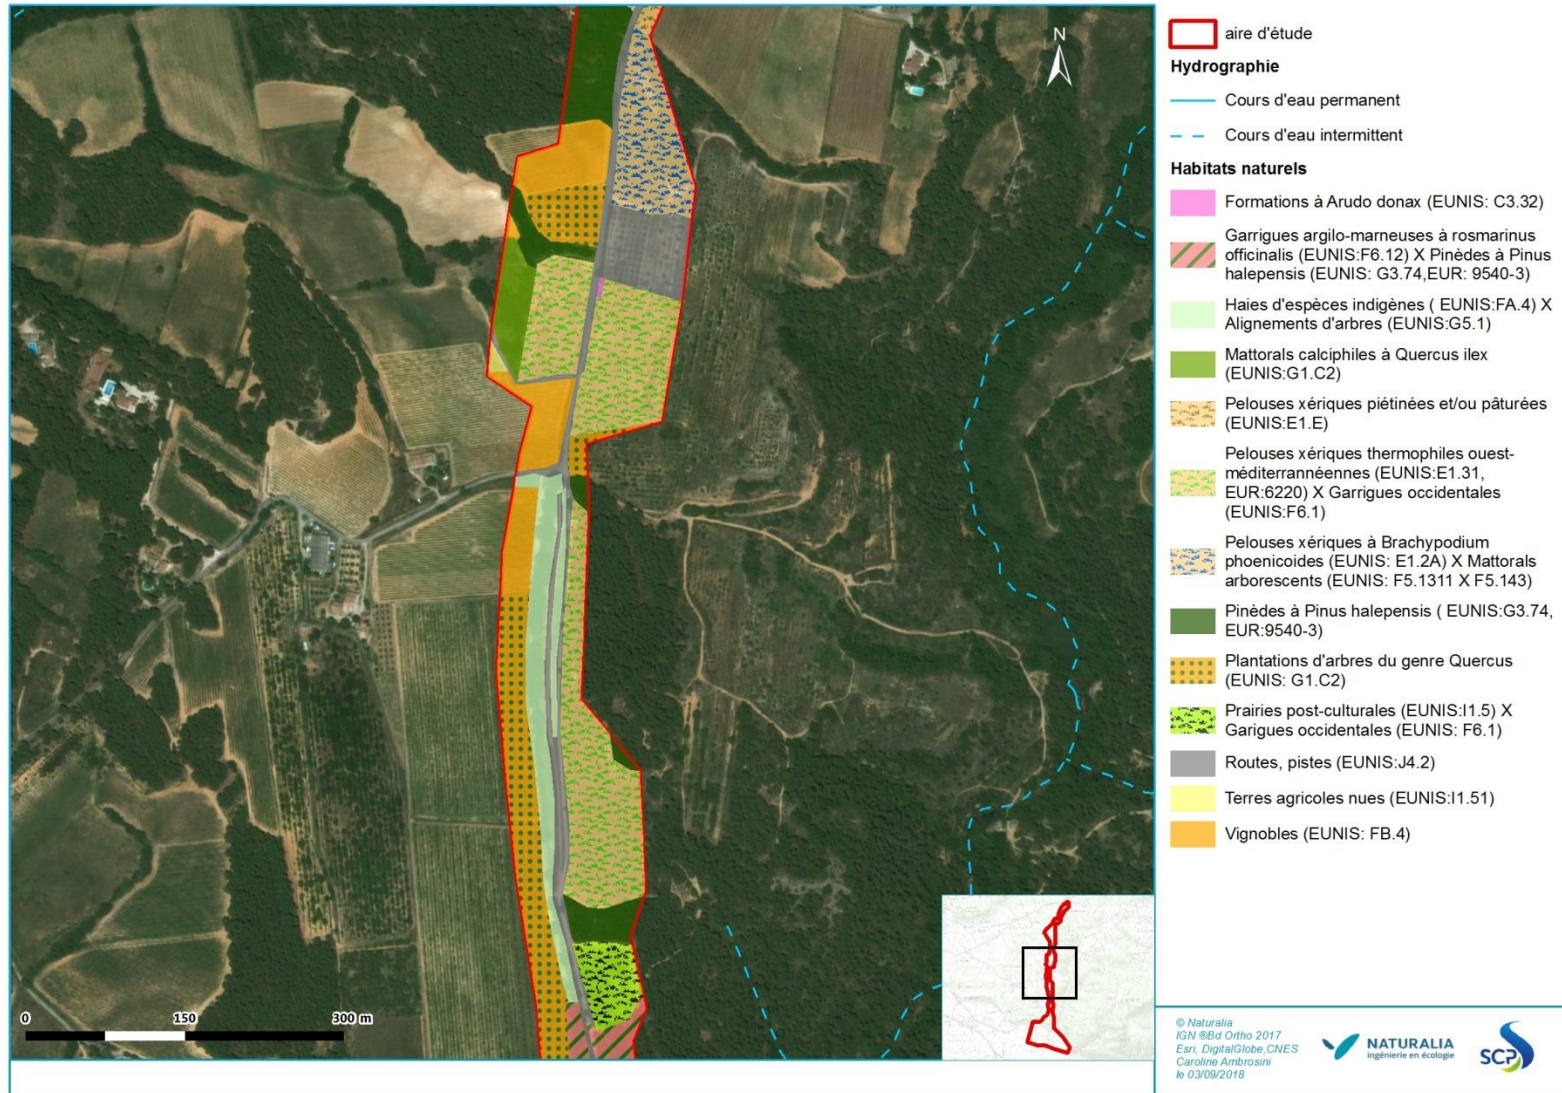 N
aire d'étude
Hydrographie
Cours d'eau permanent
Cours d'eau intermittent
Habitats naturels
Formations à Arudo donax (EUNIS: C3.32)
Garrigues argilo-marneuses à rosmarinus
officinalis (EUNIS:F6.12) X Pinèdes à Pinus
halepensis (EUNIS: G3.74,EUR: 9540-3)
Haies d'espèces indigènes ( EUNIS:FA.4) X
Alignements d'arbres (EUNIS:G5.1)
Mattorals calciphiles à Quercus ilex
(EUNIS:G1.C2)
Pelouses xériques piétinées et/ou pâturées
(EUNIS:E1.E)
Pelouses xériques thermophiles ouest-
méditerrannéennes (EUNIS:E1.31,
EUR:6220) X Garrigues occidentales
(EUNIS:F6.1)
Pelouses xériques à Brachypodium
phoenicoides (EUNIS: E1.2A) X Mattorals
arborescents (EUNIS: F5.1311 X F5.143)
Pinèdes à Pinus halepensis ( EUNIS:G3.74,
EUR:9540-3)
Plantations d'arbres du genre Quercus
(EUNIS: G1.C2)
Prairies post-culturales (EUNIS:I1.5) X
Garigues occidentales (EUNIS: F6.1)
Routes, pistes (EUNIS:J4.2)
Terres agricoles nues (EUNIS:I1.51)
Vignobles (EUNIS: FB.4)
0 150 300 m
© Naturalia
IGN ®Bd Ortho 2017
Esri, DigitalGlobe,CNES
Caroline Ambrosini
le 03/09/2018
NATURALIA
ingénierie en écologie
SCP